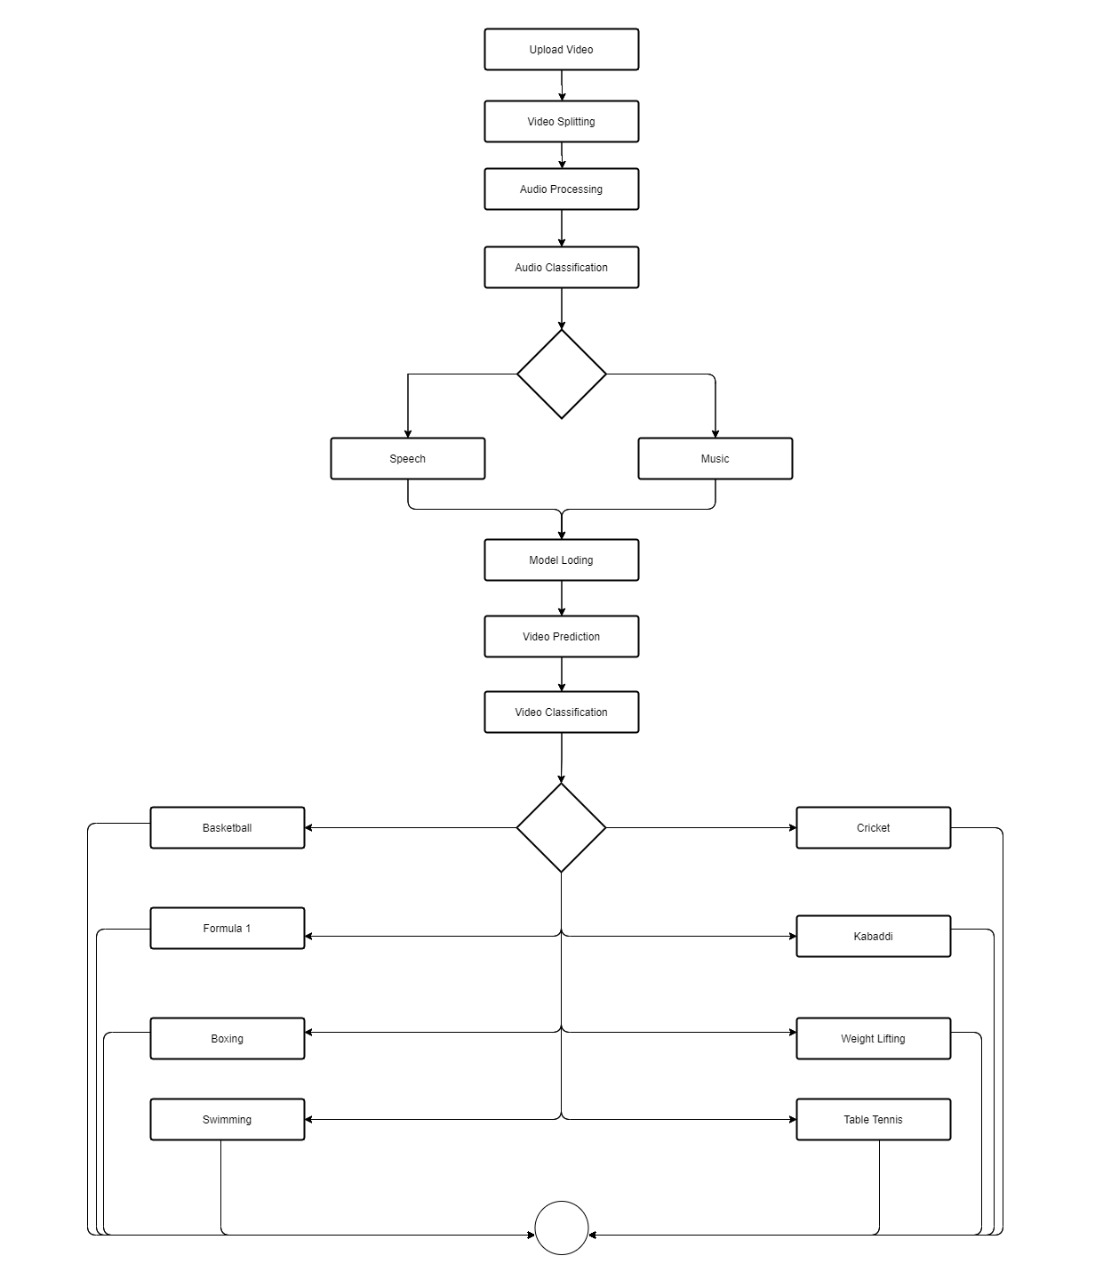 Upload Video
Video Splitting
Audio Processing
Audio Classification
Speech
Music
Model Loding
Video Prediction
Video Classification
Basketball
Cricket
Formula 1
Kabaddi
Boxing
Weight Lifting
Swimming
Table Tennis